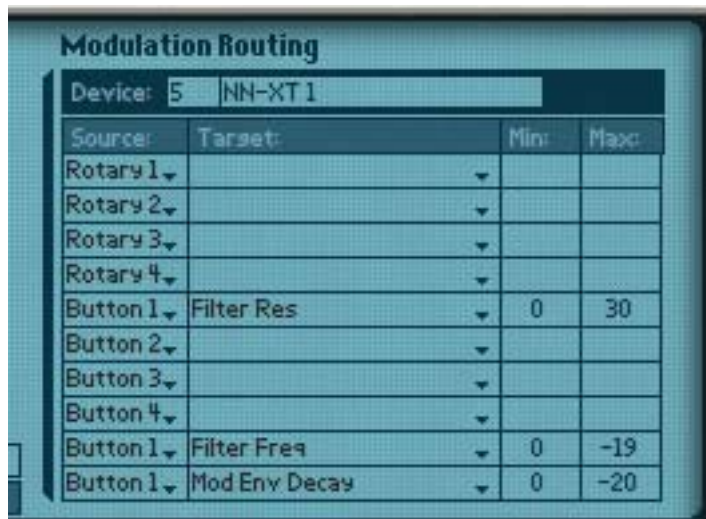 Modulation Routing
Device: 5 NN-XT 1
Source: Target: Min: Max:
Rotary 1
Rotary 2
Rotary 3
Rotary 4
Button 1 Filter Res 0 30
Button 2
Button 3
Button 4
Button 1 Filter Freq 0 -19
Button 1 Mod Env Decay 0 -20